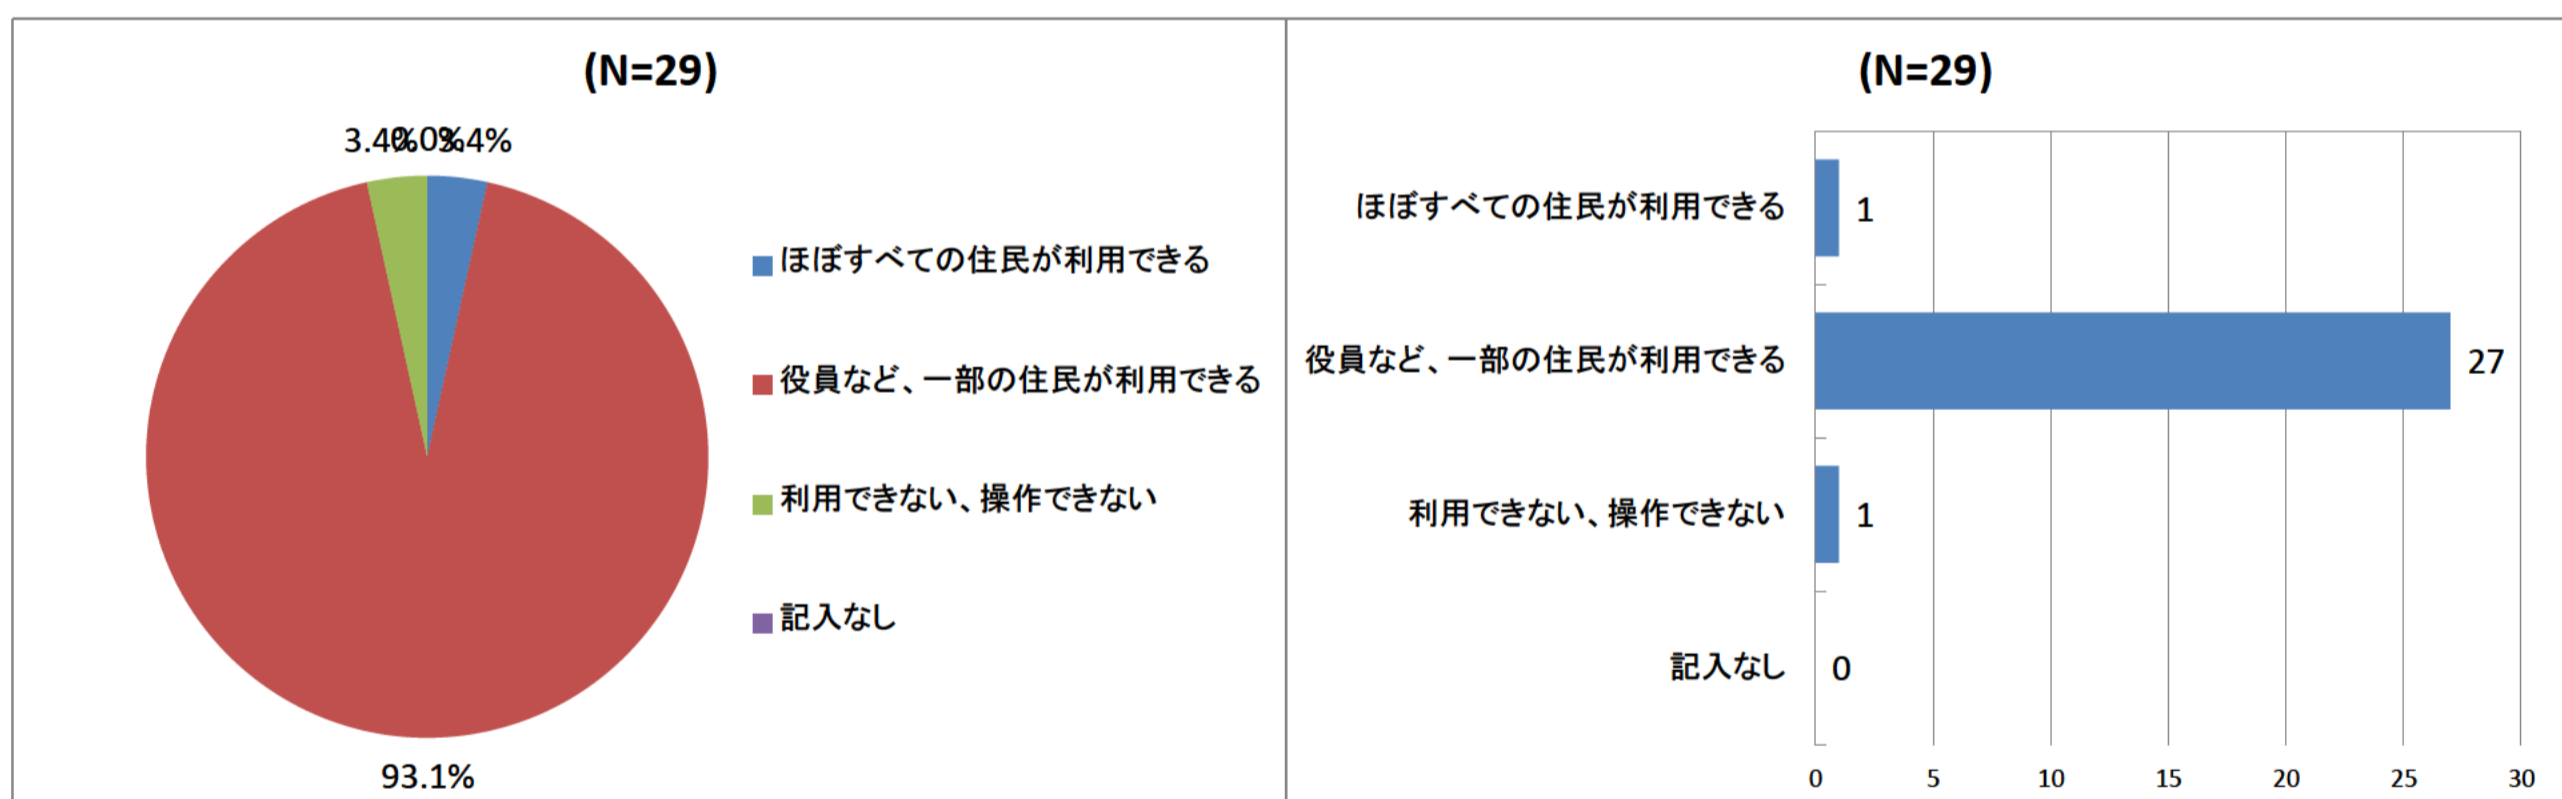 (N=29)
3.4%
0.0%
3.4%
ほぼすべての住民が利用できる
役員など、一部の住民が利用できる
利用できない、操作できない
記入なし
93.1%
(N=29)
ほぼすべての住民が利用できる 1
役員など、一部の住民が利用できる 27
利用できない、操作できない 1
記入なし 0
0 5 10 15 20 25 30